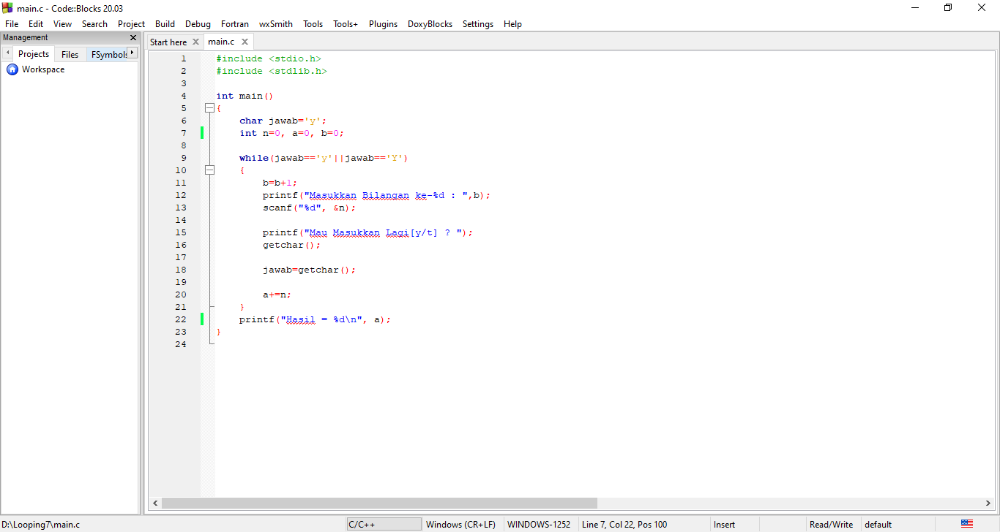 main.c - Code::Blocks 20.03
File Edit View Search Project Build Debug Fortran wxSmith Tools Tools+ Plugins DoxyBlocks Settings Help
Management
Projects Files FSymbols
Workspace
Start here main.c
1 #include <stdio.h>
2 #include <stdlib.h>
3
4 int main()
5 {
6 char jawab='y';
7 int n=0, a=0, b=0;
8
9 while(jawab=='y'||jawab=='Y')
10 {
11 b=b+1;
12 printf("Masukkan Bilangan ke-%d : ",b);
13 scanf("%d", &n);
14
15 printf("Mau Masukkan Lagi[y/t] ? ");
16 getchar();
17
18 jawab=getchar();
19
20 a+=n;
21 }
22 printf("Hasil = %d\n", a);
23 }
24
D:\Looping7\main.c C/C++ Windows (CR+LF) WINDOWS-1252 Line 7, Col 22, Pos 100 Insert Read/Write default